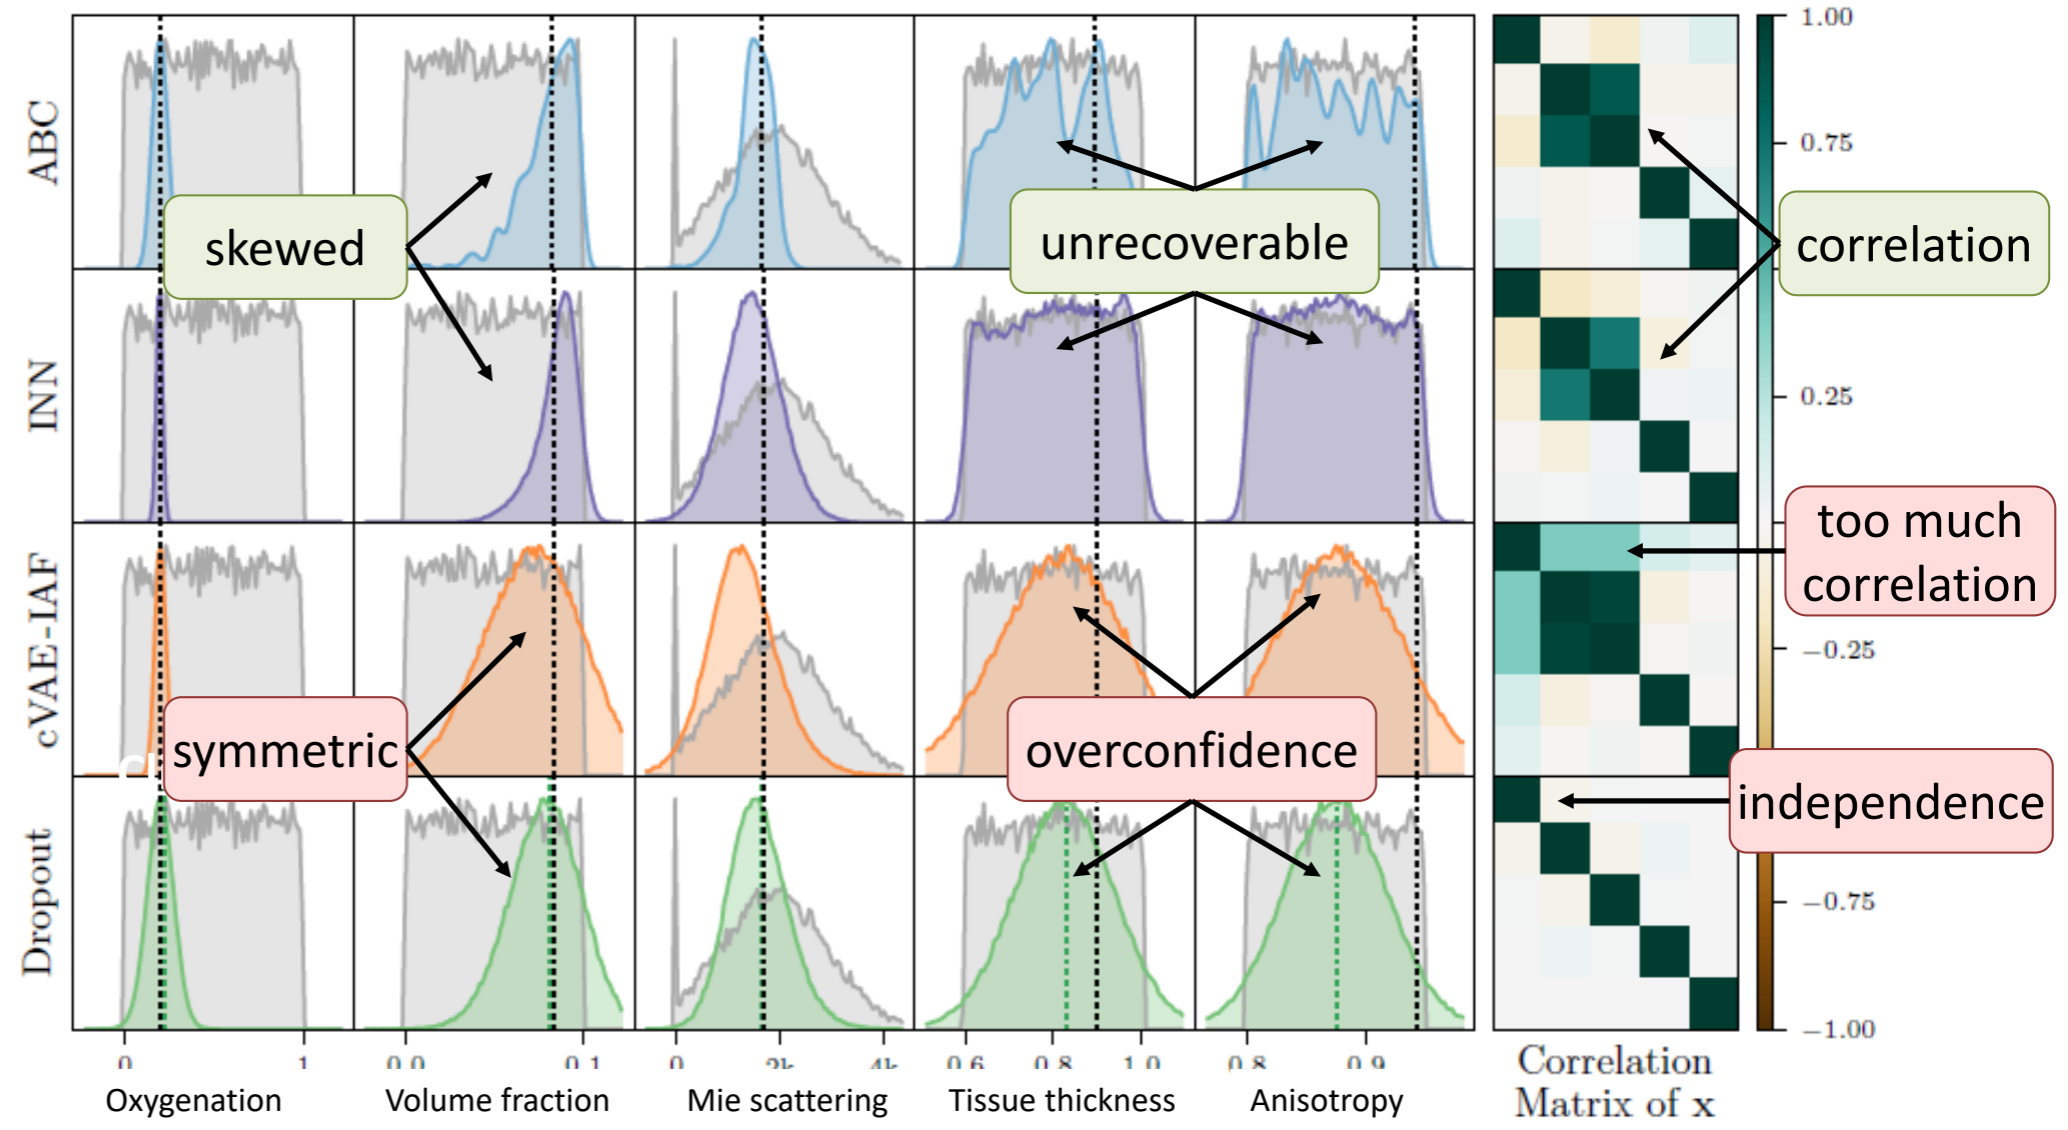 ABC
INN
cVAE-IAF
Dropout
skewed
unrecoverable
correlation
too much
correlation
symmetric
overconfidence
independence
1.00
0.75
0.25
−0.25
−0.75
−1.00
0
1
0.0
0.1
0
2k
4k
0.6
0.8
1.0
0.8
0.9
Oxygenation
Volume fraction
Mie scattering
Tissue thickness
Anisotropy
Correlation
Matrix of x